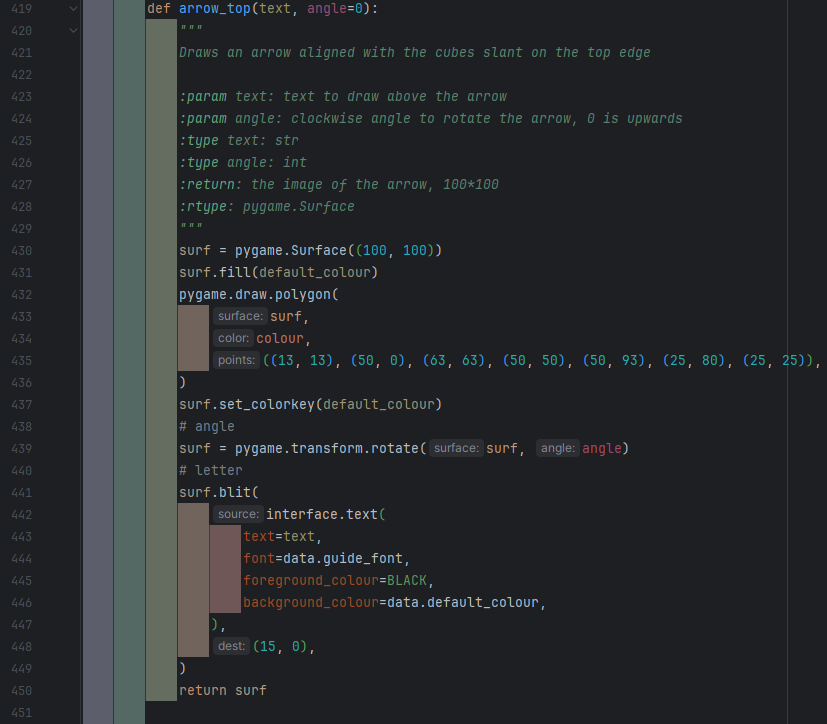 419 def arrow_top(text, angle=0):
420 """
421 Draws an arrow aligned with the cubes slant on the top edge
422
423 :param text: text to draw above the arrow
424 :param angle: clockwise angle to rotate the arrow, 0 is upwards
425 :type text: str
426 :type angle: int
427 :return: the image of the arrow, 100*100
428 :rtype: pygame.Surface
429 """
430 surf = pygame.Surface((100, 100))
431 surf.fill(default_colour)
432 pygame.draw.polygon(
433 surface: surf,
434 color: colour,
435 points: ((13, 13), (50, 0), (63, 63), (50, 50), (50, 93), (25, 80), (25, 25)),
436 )
437 surf.set_colorkey(default_colour)
438 # angle
439 surf = pygame.transform.rotate( surface: surf, angle: angle)
440 # letter
441 surf.blit(
442 source: interface.text(
443 text=text,
444 font=data.guide_font,
445 foreground_colour=BLACK,
446 background_colour=data.default_colour,
447 ),
448 dest: (15, 0),
449 )
450 return surf
451